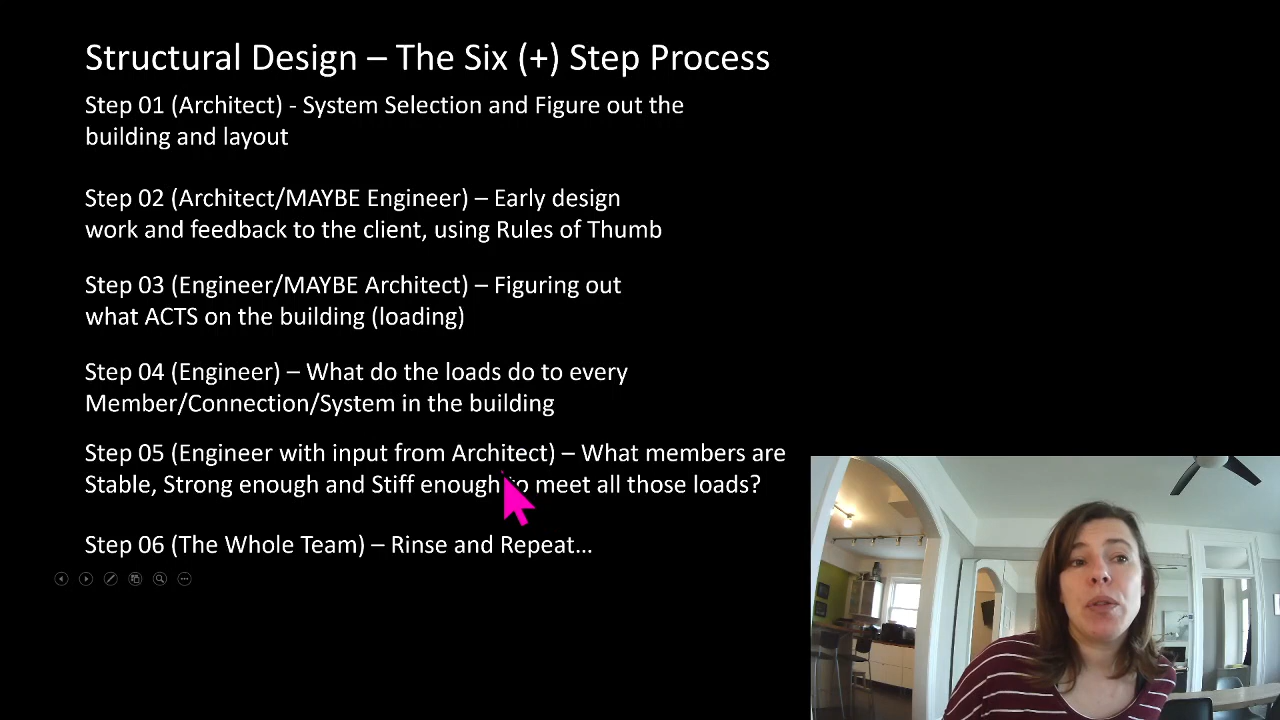 Structural Design – The Six (+) Step Process
Step 01 (Architect) - System Selection and Figure out the
building and layout
Step 02 (Architect/MAYBE Engineer) – Early design
work and feedback to the client, using Rules of Thumb
Step 03 (Engineer/MAYBE Architect) – Figuring out
what ACTS on the building (loading)
Step 04 (Engineer) – What do the loads do to every
Member/Connection/System in the building
Step 05 (Engineer with input from Architect) – What members are
Stable, Strong enough and Stiff enough to meet all those loads?
Step 06 (The Whole Team) – Rinse and Repeat...